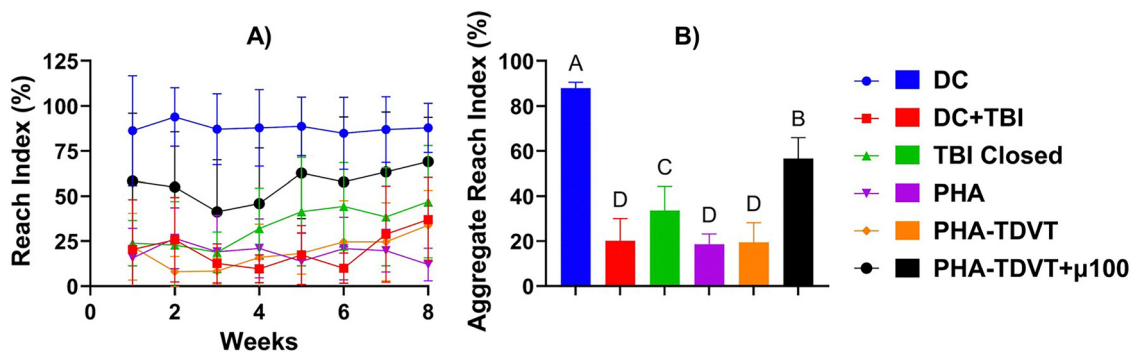 A)
Reach Index (%)
125
100
75
50
25
0
0
2
4
6
8
Weeks
B)
Aggregate Reach Index (%)
100
80
60
40
20
0
A
D
C
D
D
B
DC
DC+TBI
TBI Closed
PHA
PHA-TDVT
PHA-TDVT+µ100